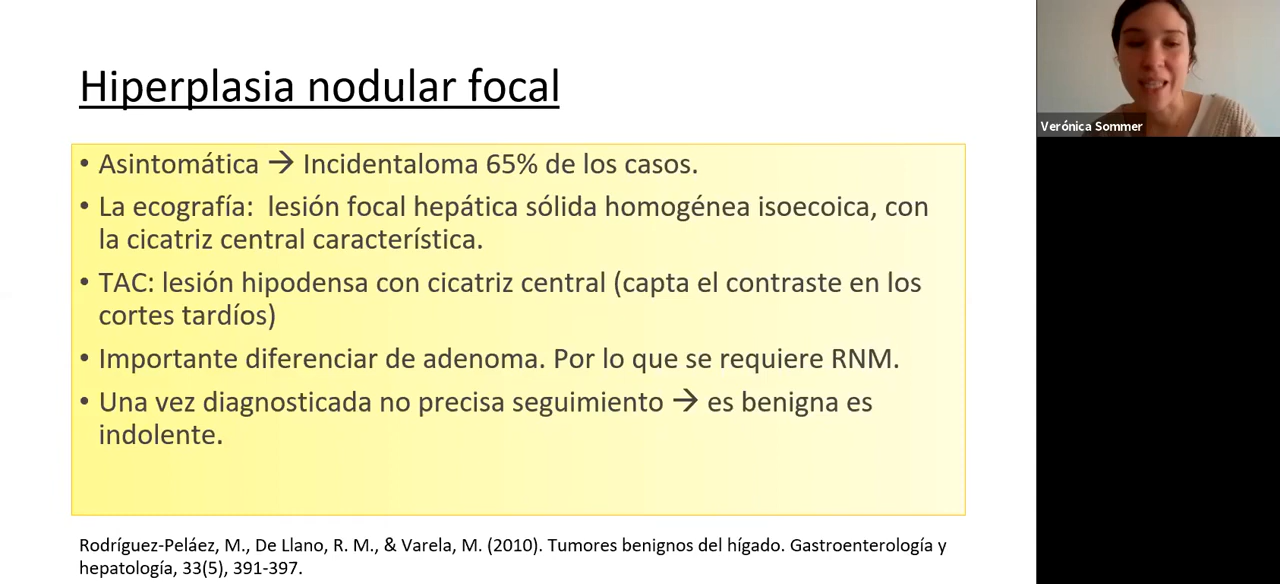 Hiperplasia nodular focal
• Asintomática → Incidentaloma 65% de los casos.
• La ecografía: lesión focal hepática sólida homogénea isoecoica, con
la cicatriz central característica.
• TAC: lesión hipodensa con cicatriz central (capta el contraste en los
cortes tardíos)
• Importante diferenciar de adenoma. Por lo que se requiere RNM.
• Una vez diagnosticada no precisa seguimiento → es benigna es
indolente.
Rodríguez-Peláez, M., De Llano, R. M., & Varela, M. (2010). Tumores benignos del hígado. Gastroenterología y
hepatología, 33(5), 391-397.
Verónica Sommer